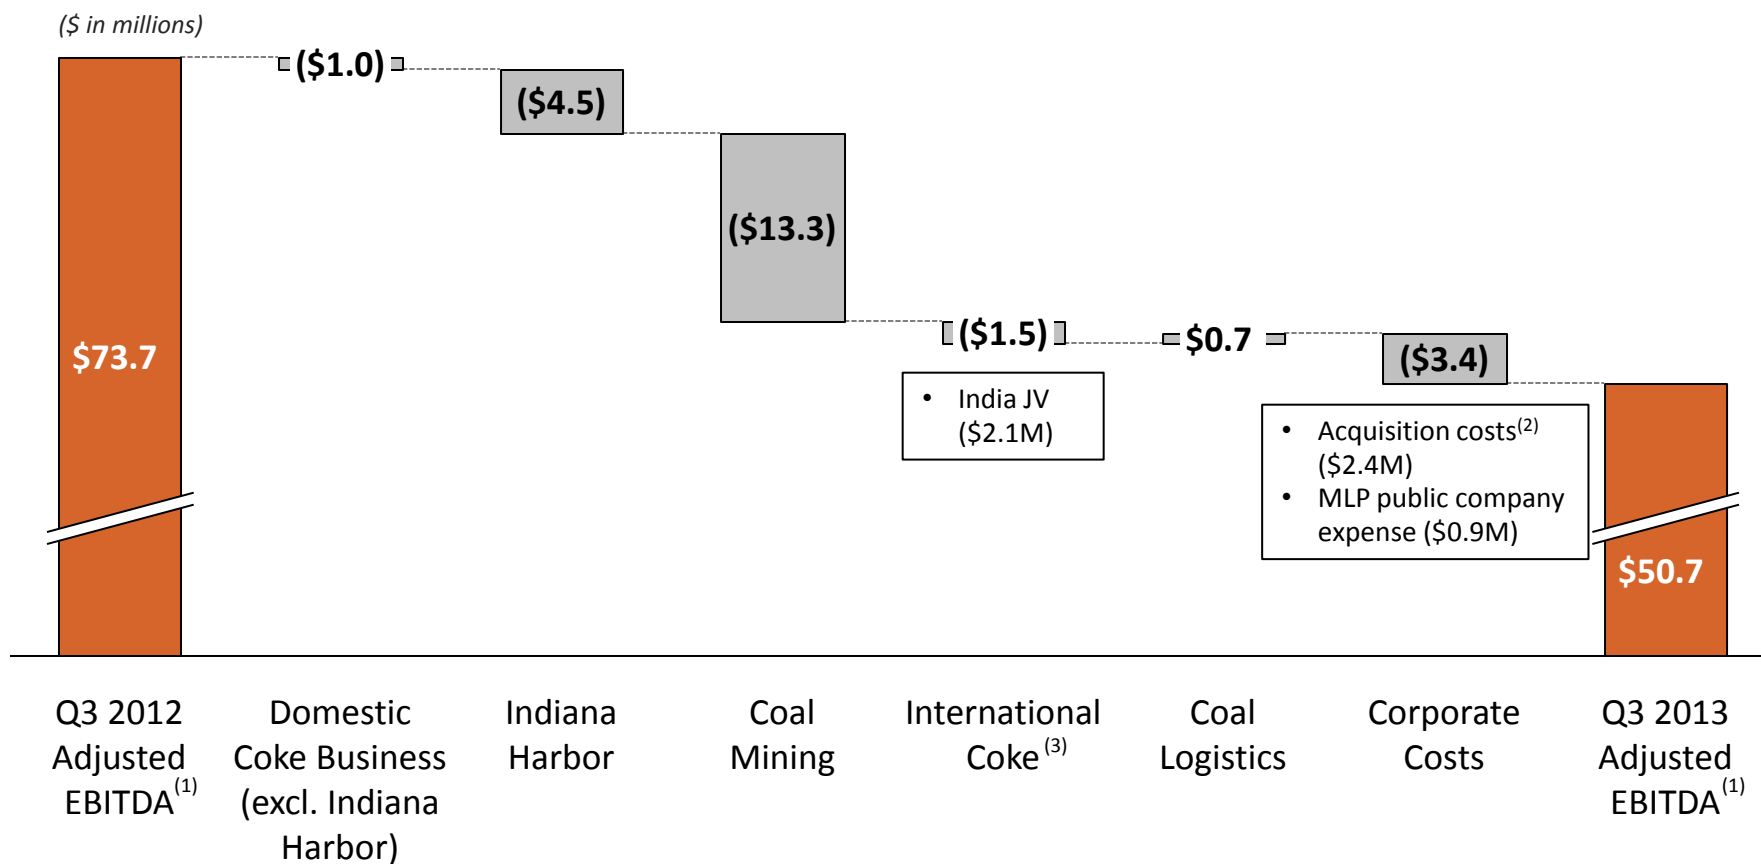 ($ in millions)
($1.0)
($4.5)
($13.3)
($1.5)
$0.7
($3.4)
$73.7
$50.7
• India JV
($2.1M)
• Acquisition costs(2)
($2.4M)
• MLP public company
expense ($0.9M)
Q3 2012
Adjusted
EBITDA(1)
Domestic
Coke Business
(excl. Indiana
Harbor)
Indiana
Harbor
Coal
Mining
International
Coke(3)
Coal
Logistics
Corporate
Costs
Q3 2013
Adjusted
EBITDA(1)